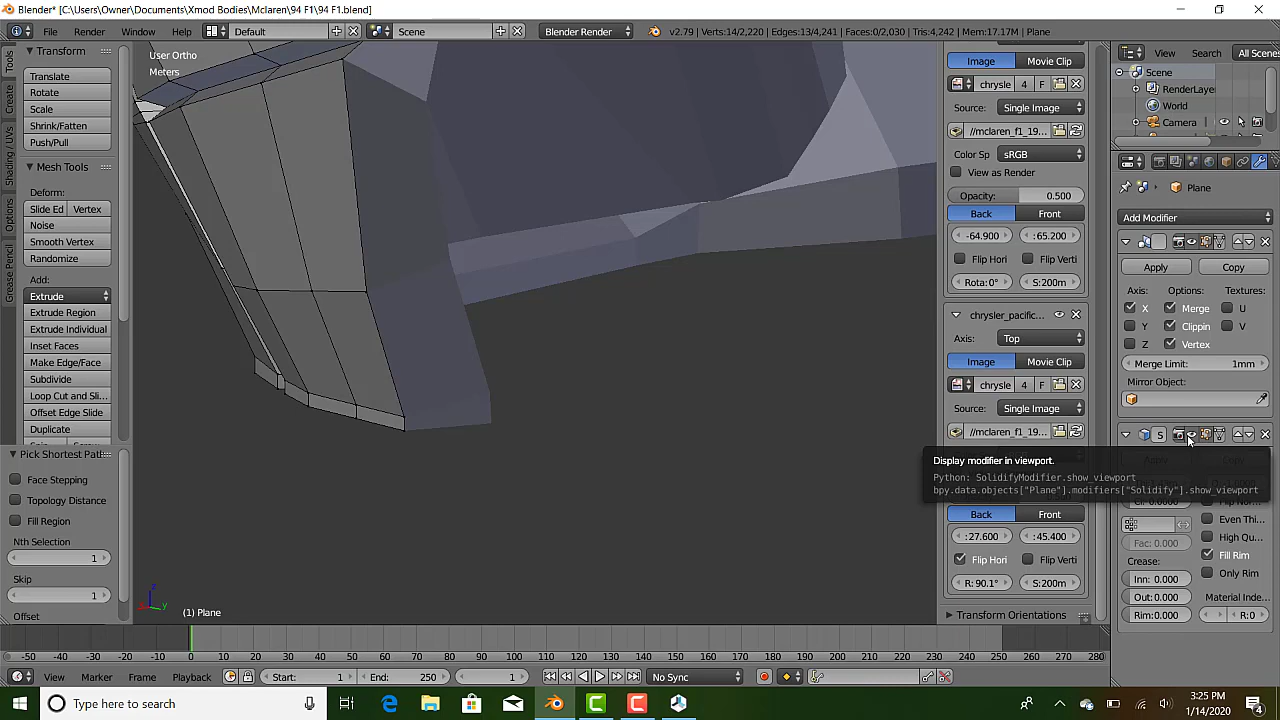 Blender* [C:\Users\Owner\Documents\Xmod Bodies\Mclaren\94 F1\94 F1.blend]
File Render Window Help Default Scene Blender Render v2.79 | Verts:14/2,220 | Edges:13/4,241 | Faces:0/2,030 | Tris:4,242 | Mem:17.17M | Plane
Tools
Create
Shading / UVs
Options
Grease Pencil
Transform
Translate
Rotate
Scale
Shrink/Fatten
Push/Pull
Mesh Tools
Deform:
Slide Ed Vertex
Noise
Smooth Vertex
Randomize
Add:
Extrude
Extrude Region
Extrude Individual
Inset Faces
Make Edge/Face
Subdivide
Loop Cut and Sli...
Offset Edge Slide
Duplicate
Pick Shortest Path
Face Stepping
Topology Distance
Fill Region
Nth Selection
1
Skip
1
Offset
User Ortho
Meters
(1) Plane
Image Movie Clip
chrysle 4 F
Source: Single Image
//mclaren_f1_19...
Color Sp sRGB
View as Render
Opacity: 0.500
Back Front
-64.900 :65.200
Flip Hori Flip Verti
Rota:0° S:200m
chrysler_pacific...
Axis: Top
Image Movie Clip
chrysle 4 F
Source: Single Image
//mclaren_f1_19...
Back Front
:27.600 :45.400
Flip Hori Flip Verti
R: 90.1° S:200m
Transform Orientations
View Search All Scenes
Scene
RenderLaye
World
Camera
Plane
Add Modifier
Apply Copy
Axis: Options: Textures:
X Merge U
Y Clippin V
Z Vertex
Merge Limit: 1mm
Mirror Object:
S
Display modifier in viewport.
Python: SolidifyModifier.show_viewport
bpy.data.objects["Plane"].modifiers["Solidify"].show_viewport
Even Thi...
Fac: 0.000 High Qu...
Crease: Fill Rim
Inn: 0.000 Only Rim
Out: 0.000 Material Inde...
Rim:0.000 R:0
-50 -40 -30 -20 -10 0 10 20 30 40 50 60 70 80 90 100 110 120 130 140 150 160 170 180 190 200 210 220 230 240 250 260 270 280
View Marker Frame Playback Start: 1 End: 250 1 No Sync
Type here to search
3:25 PM
1/14/2020
4